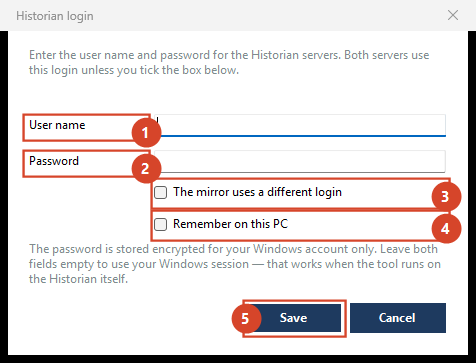 Historian login
Enter the user name and password for the Historian servers. Both servers use
this login unless you tick the box below.
User name 1
Password 2
The mirror uses a different login 3
Remember on this PC 4
The password is stored encrypted for your Windows account only. Leave both
fields empty to use your Windows session — that works when the tool runs on
the Historian itself.
5 Save Cancel